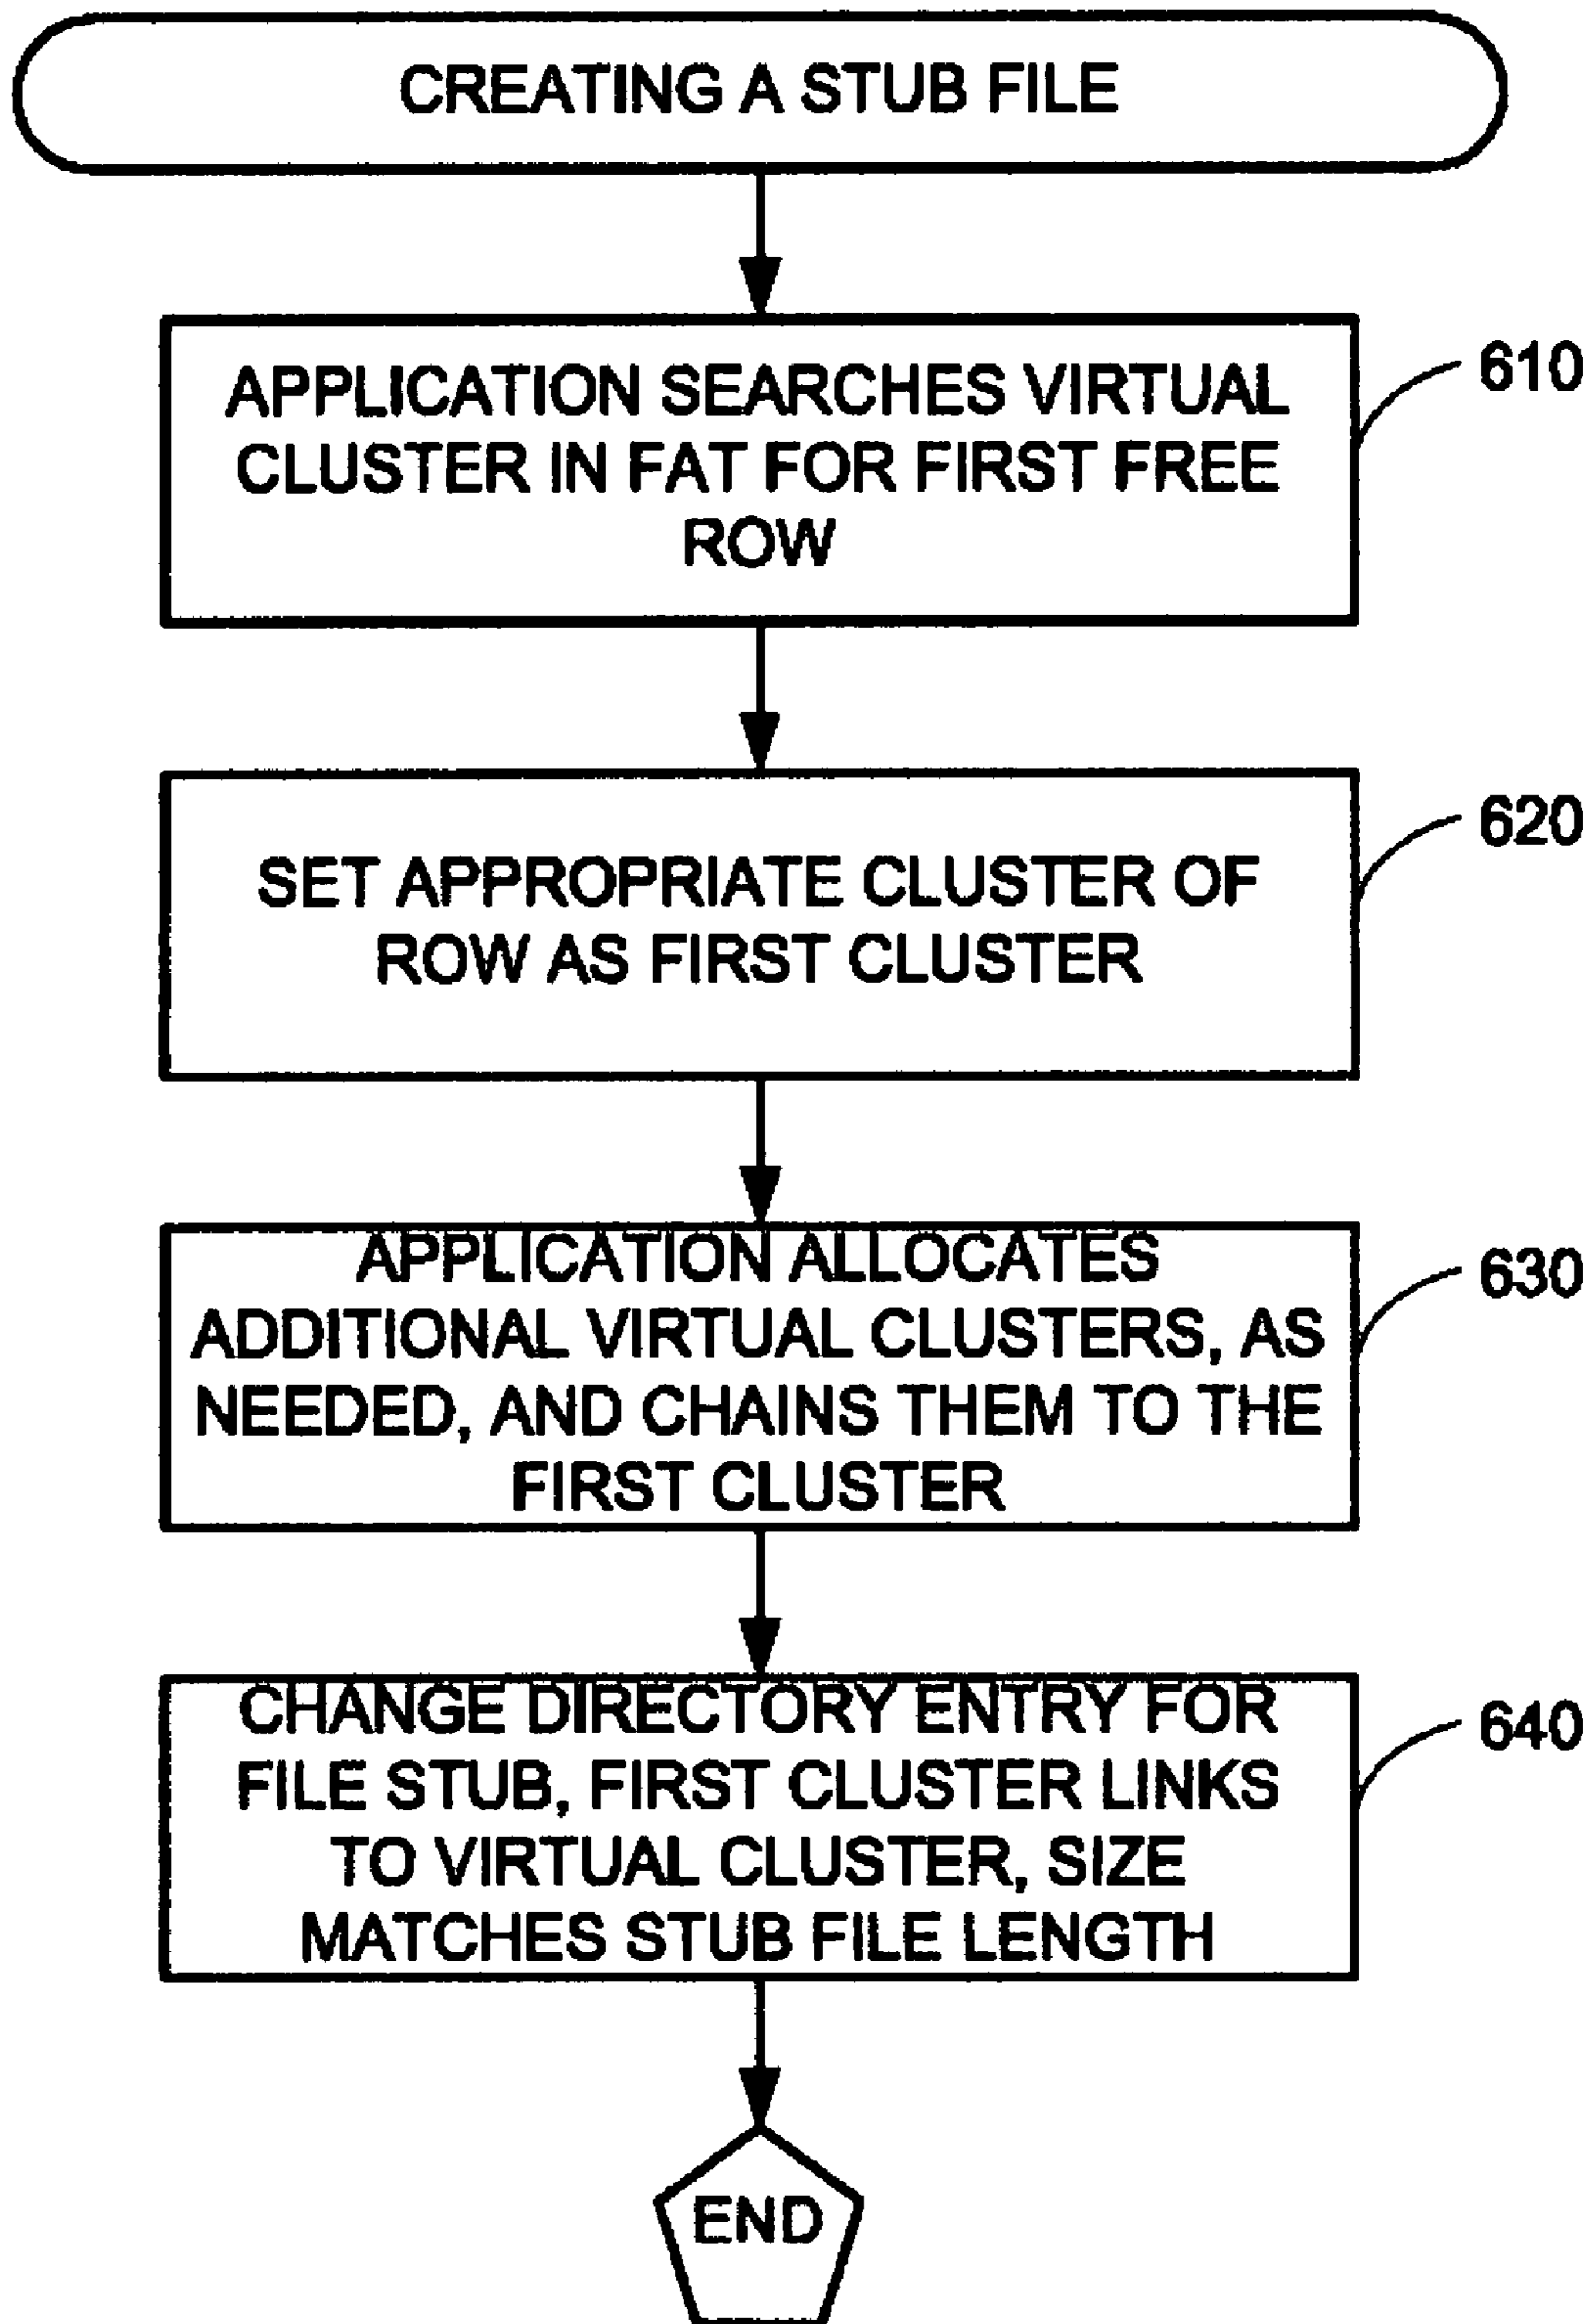 CREATING A STUB FILE
APPLICATION SEARCHES VIRTUAL
CLUSTER IN FAT FOR FIRST FREE
ROW
610
SET APPROPRIATE CLUSTER OF
ROW AS FIRST CLUSTER
620
APPLICATION ALLOCATES
ADDITIONAL VIRTUAL CLUSTERS, AS
NEEDED, AND CHAINS THEM TO THE
FIRST CLUSTER
630
CHANGE DIRECTORY ENTRY FOR
FILE STUB, FIRST CLUSTER LINKS
TO VIRTUAL CLUSTER, SIZE
MATCHES STUB FILE LENGTH
640
END